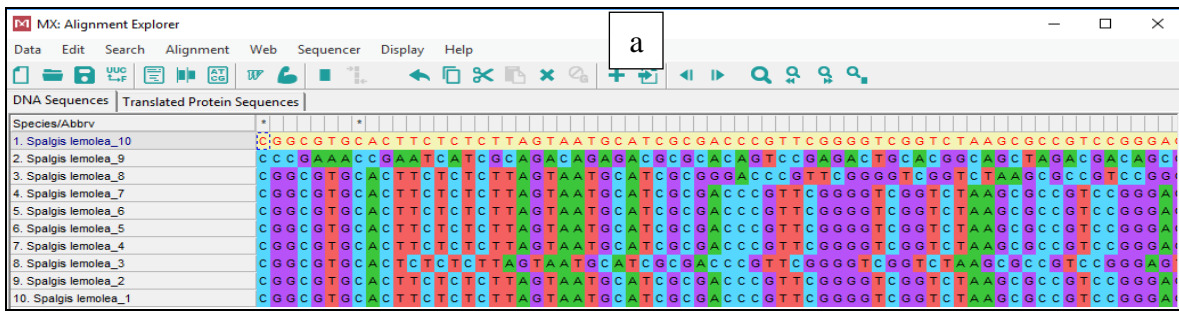 MX: Alignment Explorer
a
Data Edit Search Alignment Web Sequencer Display Help
DNA Sequences Translated Protein Sequences
Species/Abbrv * *
1. Spalgis lemolea_10 C G G C G T G C A C T T C T C T C T T A G T A A T G C A T C G C G A C C C G T T C G G G G T C G G T C T A A G C G C C G T C C G G G A
2. Spalgis lemolea_9 C C C G A A A C C G A A T C A T C G C A G A C A G A G A C G C G C A C A G T C C G A G A C T G C A C G G C A G C T A G A C G A C A G C
3. Spalgis lemolea_8 C G G C G T G C A C T T C T C T C T T A G T A A T G C A T C G C G G G A C C C G T T C G G G G T C G G T C T A A G C G C C G T C C G G
4. Spalgis lemolea_7 C G G C G T G C A C T T C T C T C T T A G T A A T G C A T C G C G A C C C G T T C G G G G T C G G T C T A A G C G C C G T C C G G G A
5. Spalgis lemolea_6 C G G C G T G C A C T T C T C T C T T A G T A A T G C A T C G C G A C C C G T T C G G G G T C G G T C T A A G C G C C G T C C G G G A
6. Spalgis lemolea_5 C G G C G T G C A C T T C T C T C T T A G T A A T G C A T C G C G A C C C G T T C G G G G T C G G T C T A A G C G C C G T C C G G G A
7. Spalgis lemolea_4 C G G C G T G C A C T T C T C T C T T A G T A A T G C A T C G C G A C C C G T T C G G G G T C G G T C T A A G C G C C G T C C G G G A
8. Spalgis lemolea_3 C G G C G T G C A C T C T C T C T T A G T A A T G C A T C G C G A C C C G T T C G G G G T C G G T C T A A G C G C C G T C C G G G A G
9. Spalgis lemolea_2 C G G C G T G C A C T T C T C T C T T A G T A A T G C A T C G C G A C C C G T T C G G G G T C G G T C T A A G C G C C G T C C G G G A
10. Spalgis lemolea_1 C G G C G T G C A C T T C T C T C T T A G T A A T G C A T C G C G A C C C G T T C G G G G T C G G T C T A A G C G C C G T C C G G G A